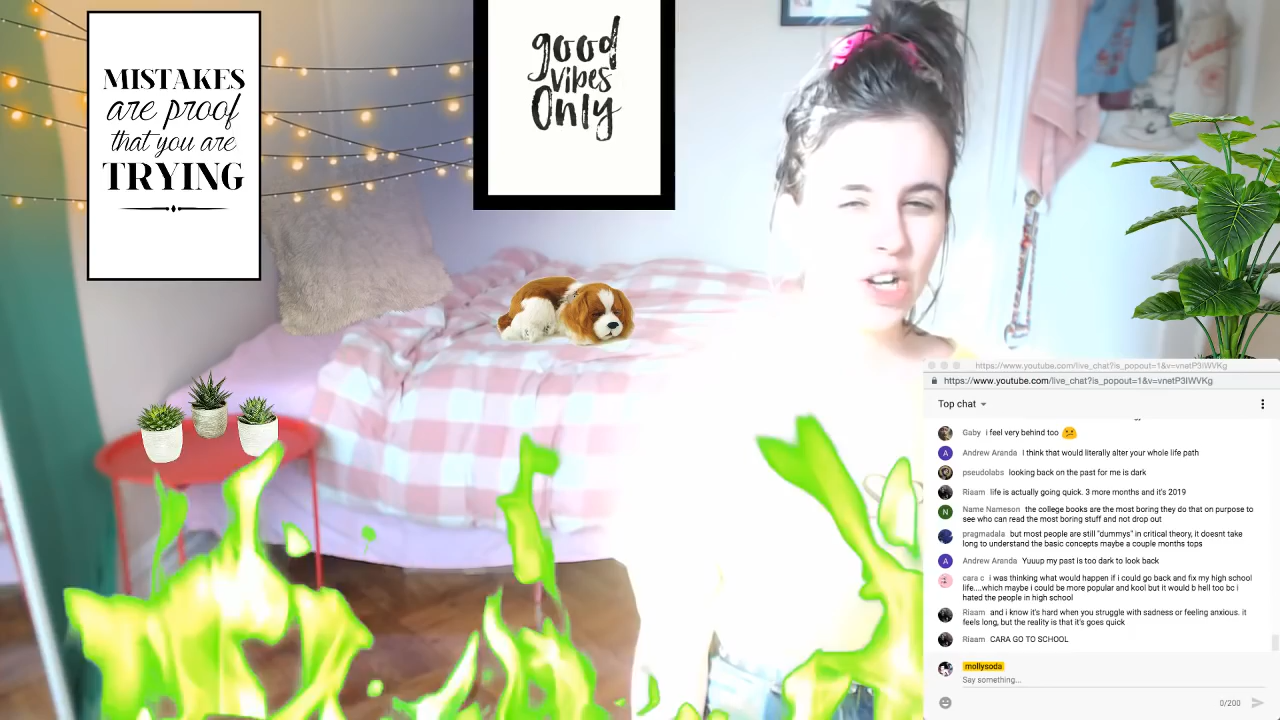 MISTAKES
are proof
that you are
TRYING
good
vibes
Only
https://www.youtube.com/live_chat?is_popout=1&v=vnetP3IWVKg
https://www.youtube.com/live_chat?is_popout=1&v=vnetP3IWVKg
Top chat
Gaby i feel very behind too
A Andrew Aranda I think that would literally alter your whole life path
pseudolabs looking back on the past for me is dark
Riaam life is actually going quick. 3 more months and it's 2019
N Name Nameson the college books are the most boring they do that on purpose to
see who can read the most boring stuff and not drop out
pragmadala but most people are still "dummys" in critical theory, it doesnt take
long to understand the basic concepts maybe a couple months tops
A Andrew Aranda Yuuup my past is too dark to look back
cara c i was thinking what would happen if i could go back and fix my high school
life....which maybe i could be more popular and kool but it would b hell too bc i
hated the people in high school
Riaam and i know it's hard when you struggle with sadness or feeling anxious. it
feels long, but the reality is that it's goes quick
Riaam CARA GO TO SCHOOL
mollysoda
Say something...
0/200